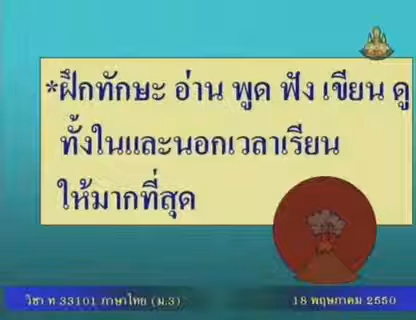 *ฝึกทักษะ อ่าน พูด ฟัง เขียน ดู
ทั้งในและนอกเวลาเรียน
ให้มากที่สุด
วิชา ท 33101 ภาษาไทย (ม.3)
18 พฤษภาคม 2550